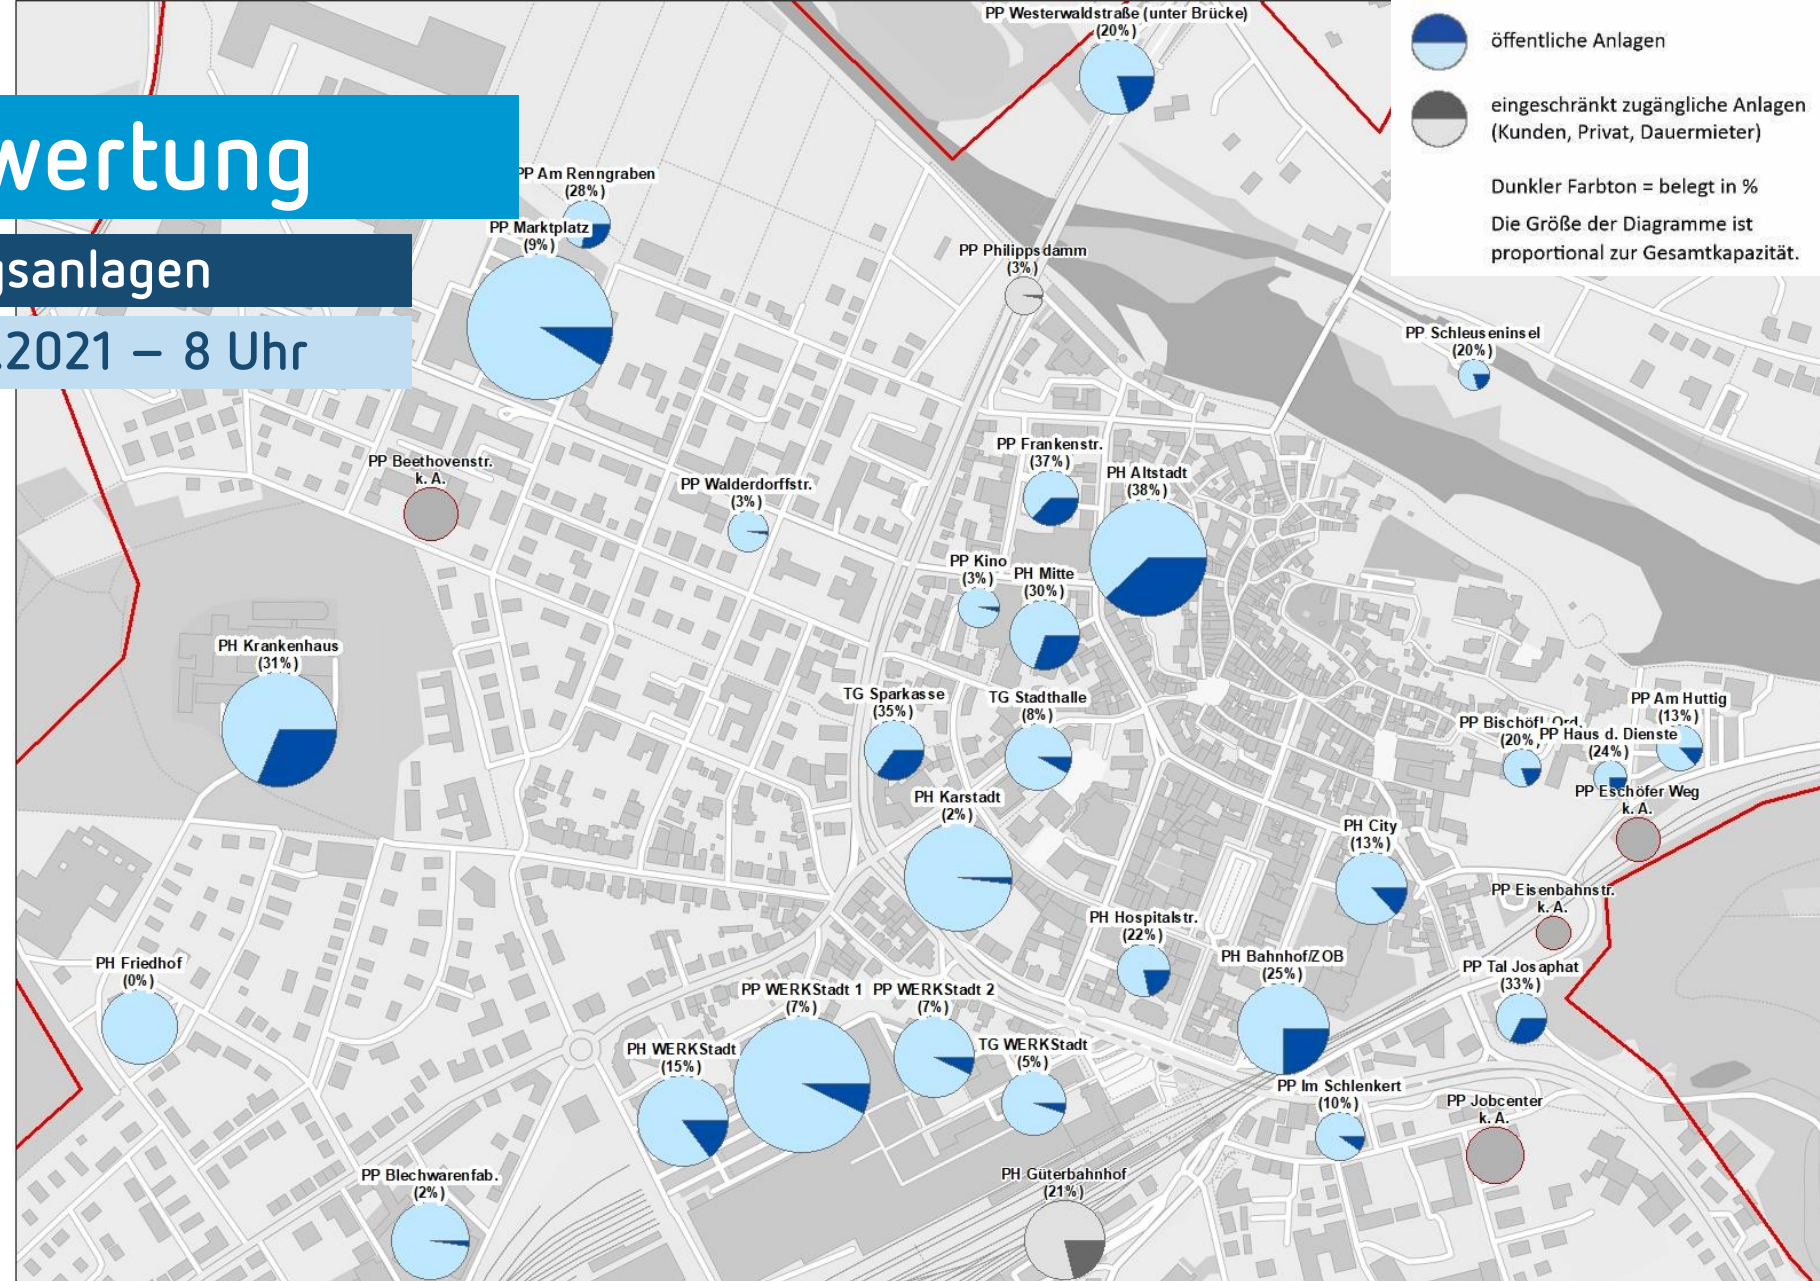 wertung
gsanlagen
.2021 – 8 Uhr
öffentliche Anlagen
eingeschränkt zugängliche Anlagen
(Kunden, Privat, Dauermieter)
Dunkler Farbton = belegt in %
Die Größe der Diagramme ist
proportional zur Gesamtkapazität.
PP Westerwaldstraße (unter Brücke)
(20%)
PP Am Renngraben
(28%)
PP Marktplatz
(9%)
PP Philippsdamm
(3%)
PP Schleuseninsel
(20%)
PP Beethovenstr.
k. A.
PP Walderdorffstr.
(3%)
PP Frankenstr.
(37%)
PH Altstadt
(38%)
PP Kino
(3%)
PH Mitte
(30%)
PH Krankenhaus
(31%)
TG Sparkasse
(35%)
TG Stadthalle
(8%)
PP Bischöfl. Ord.
(20%)
PP Am Huttig
(13%)
PP Haus d. Dienste
(24%)
PP Eschöfer Weg
k. A.
PH Karstadt
(2%)
PH City
(13%)
PP Eisenbahnstr.
k. A.
PH Hospitalstr.
(22%)
PH Bahnhof/ZOB
(25%)
PP Tal Josaphat
(33%)
PH Friedhof
(0%)
PP WERKStadt 1
(7%)
PP WERKStadt 2
(7%)
PH WERKStadt
(15%)
TG WERKStadt
(5%)
PP Im Schlenkert
(10%)
PP Jobcenter
k. A.
PP Blechwarenfab.
(2%)
PH Güterbahnhof
(21%)